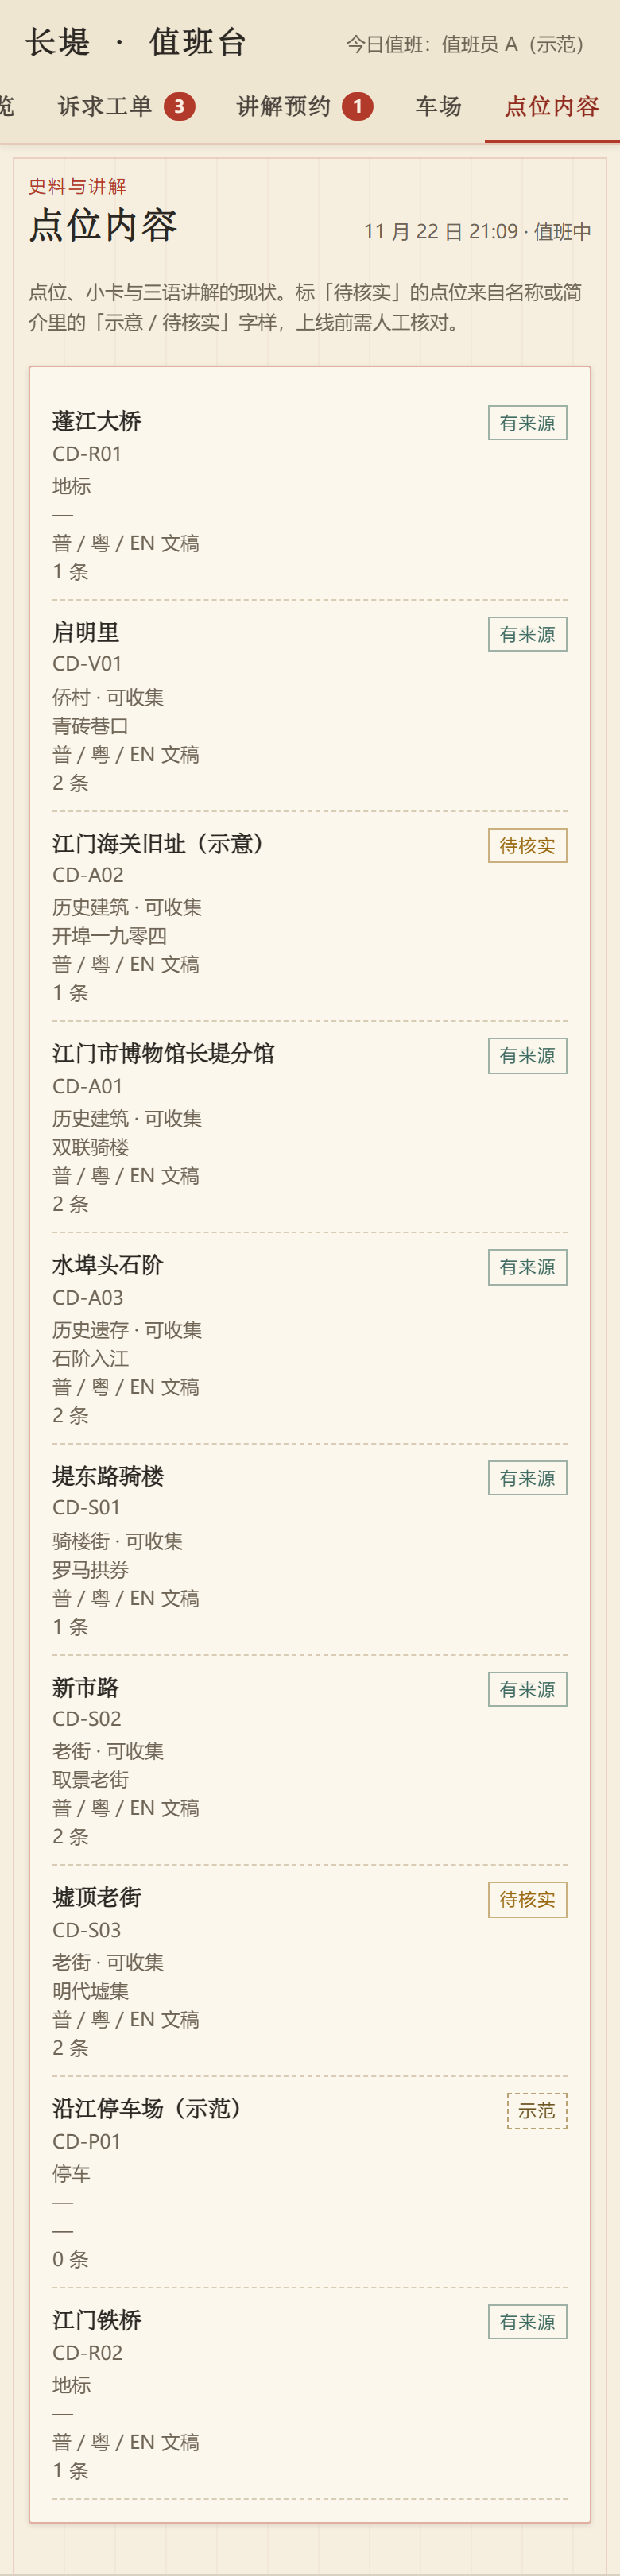 长堤 · 值班台
今日值班：值班员 A（示范）
览 诉求工单 3 讲解预约 1 车场 点位内容
史料与讲解
点位内容
11 月 22 日 21:09 · 值班中
点位、小卡与三语讲解的现状。标「待核实」的点位来自名称或简
介里的「示意 / 待核实」字样，上线前需人工核对。
蓬江大桥 有来源
CD-R01
地标
—
普 / 粤 / EN 文稿
1 条
启明里 有来源
CD-V01
侨村 · 可收集
青砖巷口
普 / 粤 / EN 文稿
2 条
江门海关旧址（示意） 待核实
CD-A02
历史建筑 · 可收集
开埠一九零四
普 / 粤 / EN 文稿
1 条
江门市博物馆长堤分馆 有来源
CD-A01
历史建筑 · 可收集
双联骑楼
普 / 粤 / EN 文稿
2 条
水埠头石阶 有来源
CD-A03
历史遗存 · 可收集
石阶入江
普 / 粤 / EN 文稿
2 条
堤东路骑楼 有来源
CD-S01
骑楼街 · 可收集
罗马拱券
普 / 粤 / EN 文稿
1 条
新市路 有来源
CD-S02
老街 · 可收集
取景老街
普 / 粤 / EN 文稿
2 条
墟顶老街 待核实
CD-S03
老街 · 可收集
明代墟集
普 / 粤 / EN 文稿
2 条
沿江停车场（示范） 示范
CD-P01
停车
—
—
0 条
江门铁桥 有来源
CD-R02
地标
—
普 / 粤 / EN 文稿
1 条